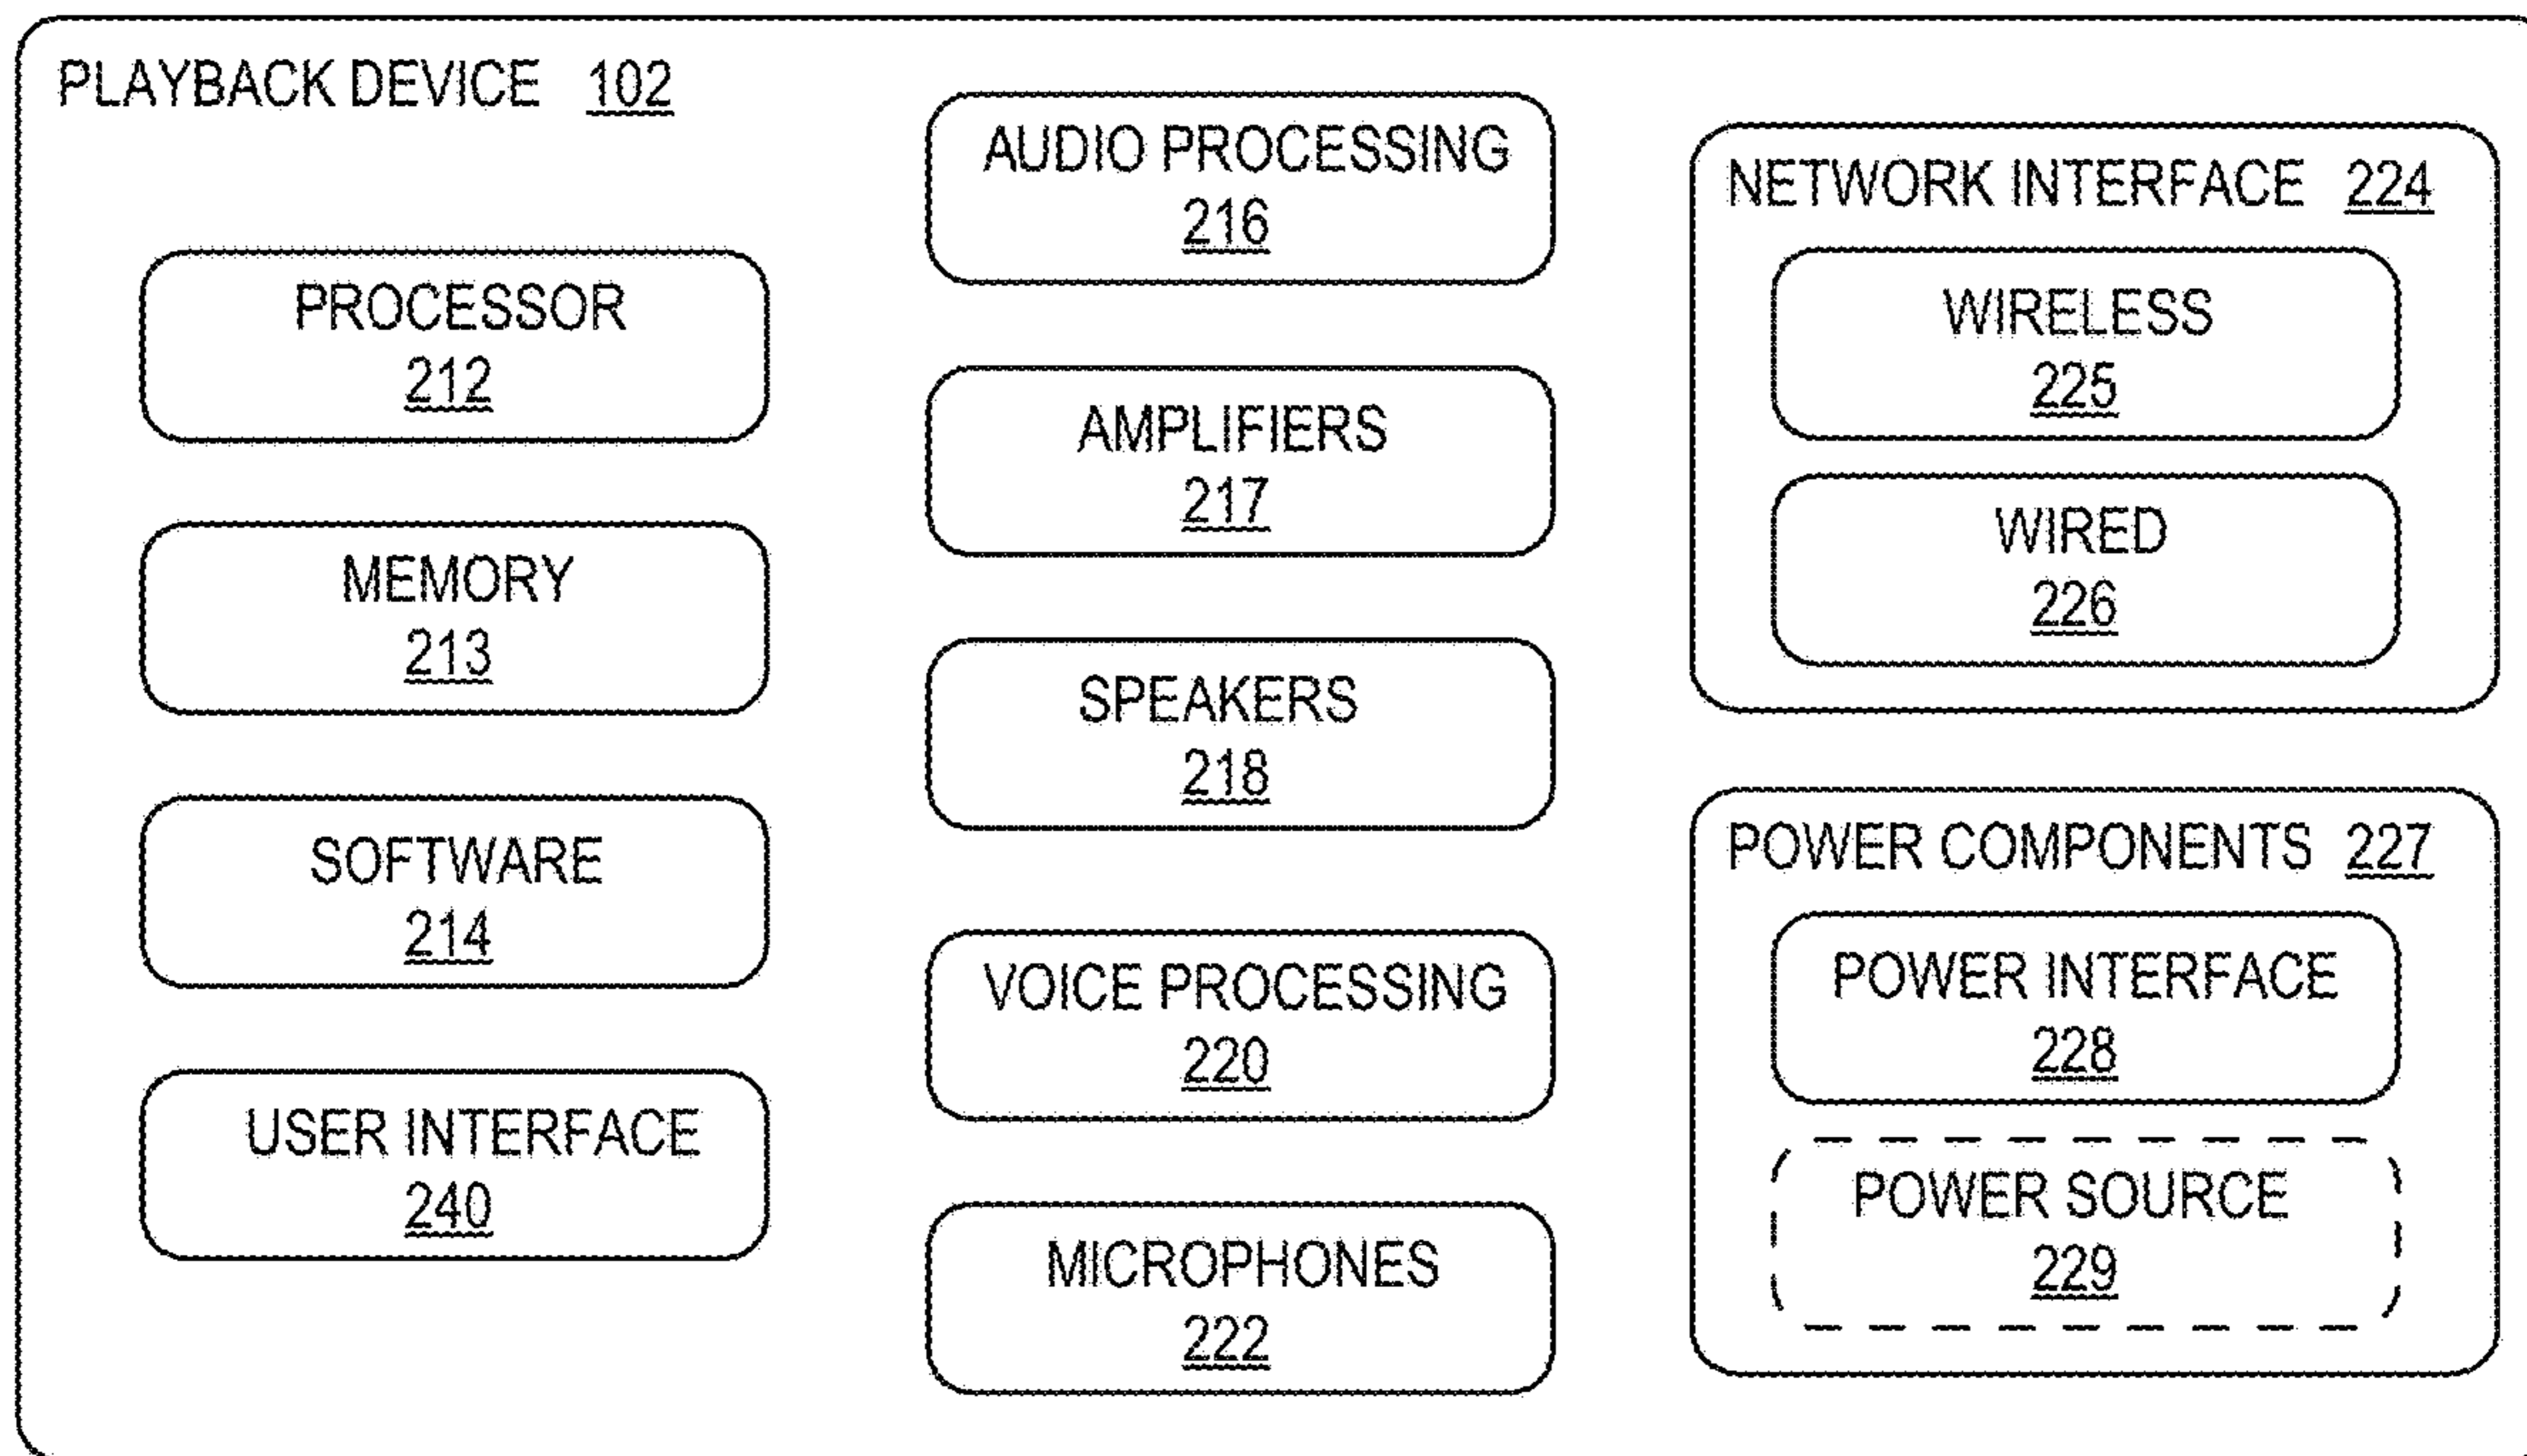 PLAYBACK DEVICE 102
PROCESSOR
212
MEMORY
213
SOFTWARE
214
USER INTERFACE
240
AUDIO PROCESSING
216
AMPLIFIERS
217
SPEAKERS
218
VOICE PROCESSING
220
MICROPHONES
222
NETWORK INTERFACE 224
WIRELESS
225
WIRED
226
POWER COMPONENTS 227
POWER INTERFACE
228
POWER SOURCE
229